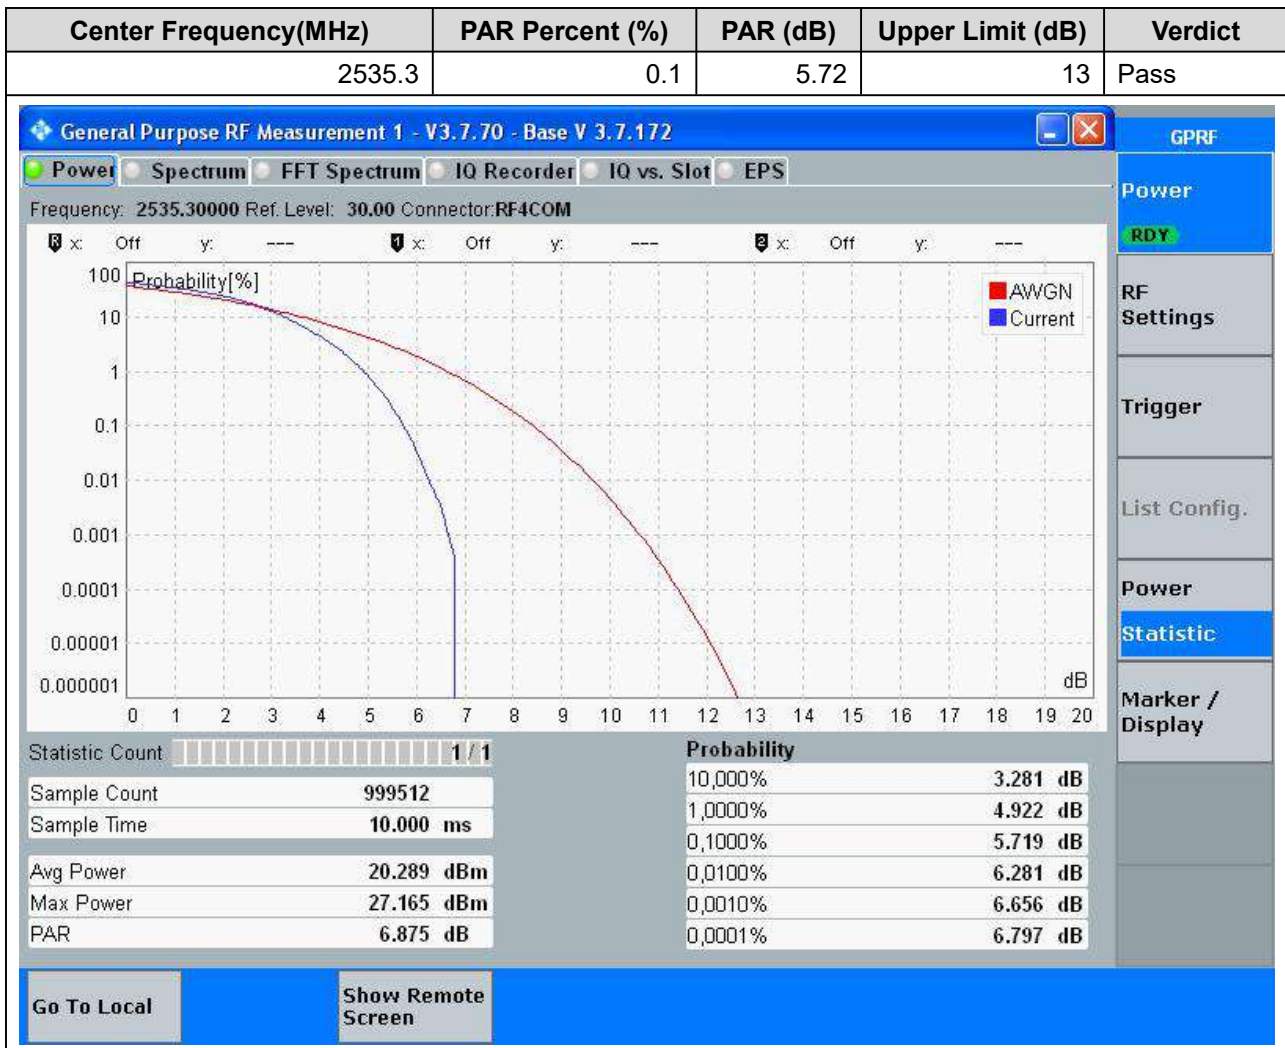 Center Frequency(MHz) PAR Percent (%) PAR (dB) Upper Limit (dB) Verdict
2535.3 0.1 5.72 13 Pass
General Purpose RF Measurement 1 - V3.7.70 - Base V 3.7.172
GPRF
Power Spectrum FFT Spectrum IQ Recorder IQ vs. Slot EPS
Power
RDY
Frequency: 2535.30000 Ref. Level: 30.00 Connector:RF4COM
R x: Off y: --- 1 x: Off y: --- 2 x: Off y: ---
Probability[%]
AWGN
Current
100
10
1
0.1
0.01
0.001
0.0001
0.00001
0.000001
dB
0 1 2 3 4 5 6 7 8 9 10 11 12 13 14 15 16 17 18 19 20
RF
Settings
Trigger
List Config.
Power
Statistic
Marker /
Display
Statistic Count 1 / 1
Sample Count 999512
Sample Time 10.000 ms
Avg Power 20.289 dBm
Max Power 27.165 dBm
PAR 6.875 dB
Probability
10,000% 3.281 dB
1,0000% 4.922 dB
0,1000% 5.719 dB
0,0100% 6.281 dB
0,0010% 6.656 dB
0,0001% 6.797 dB
Go To Local
Show Remote
Screen